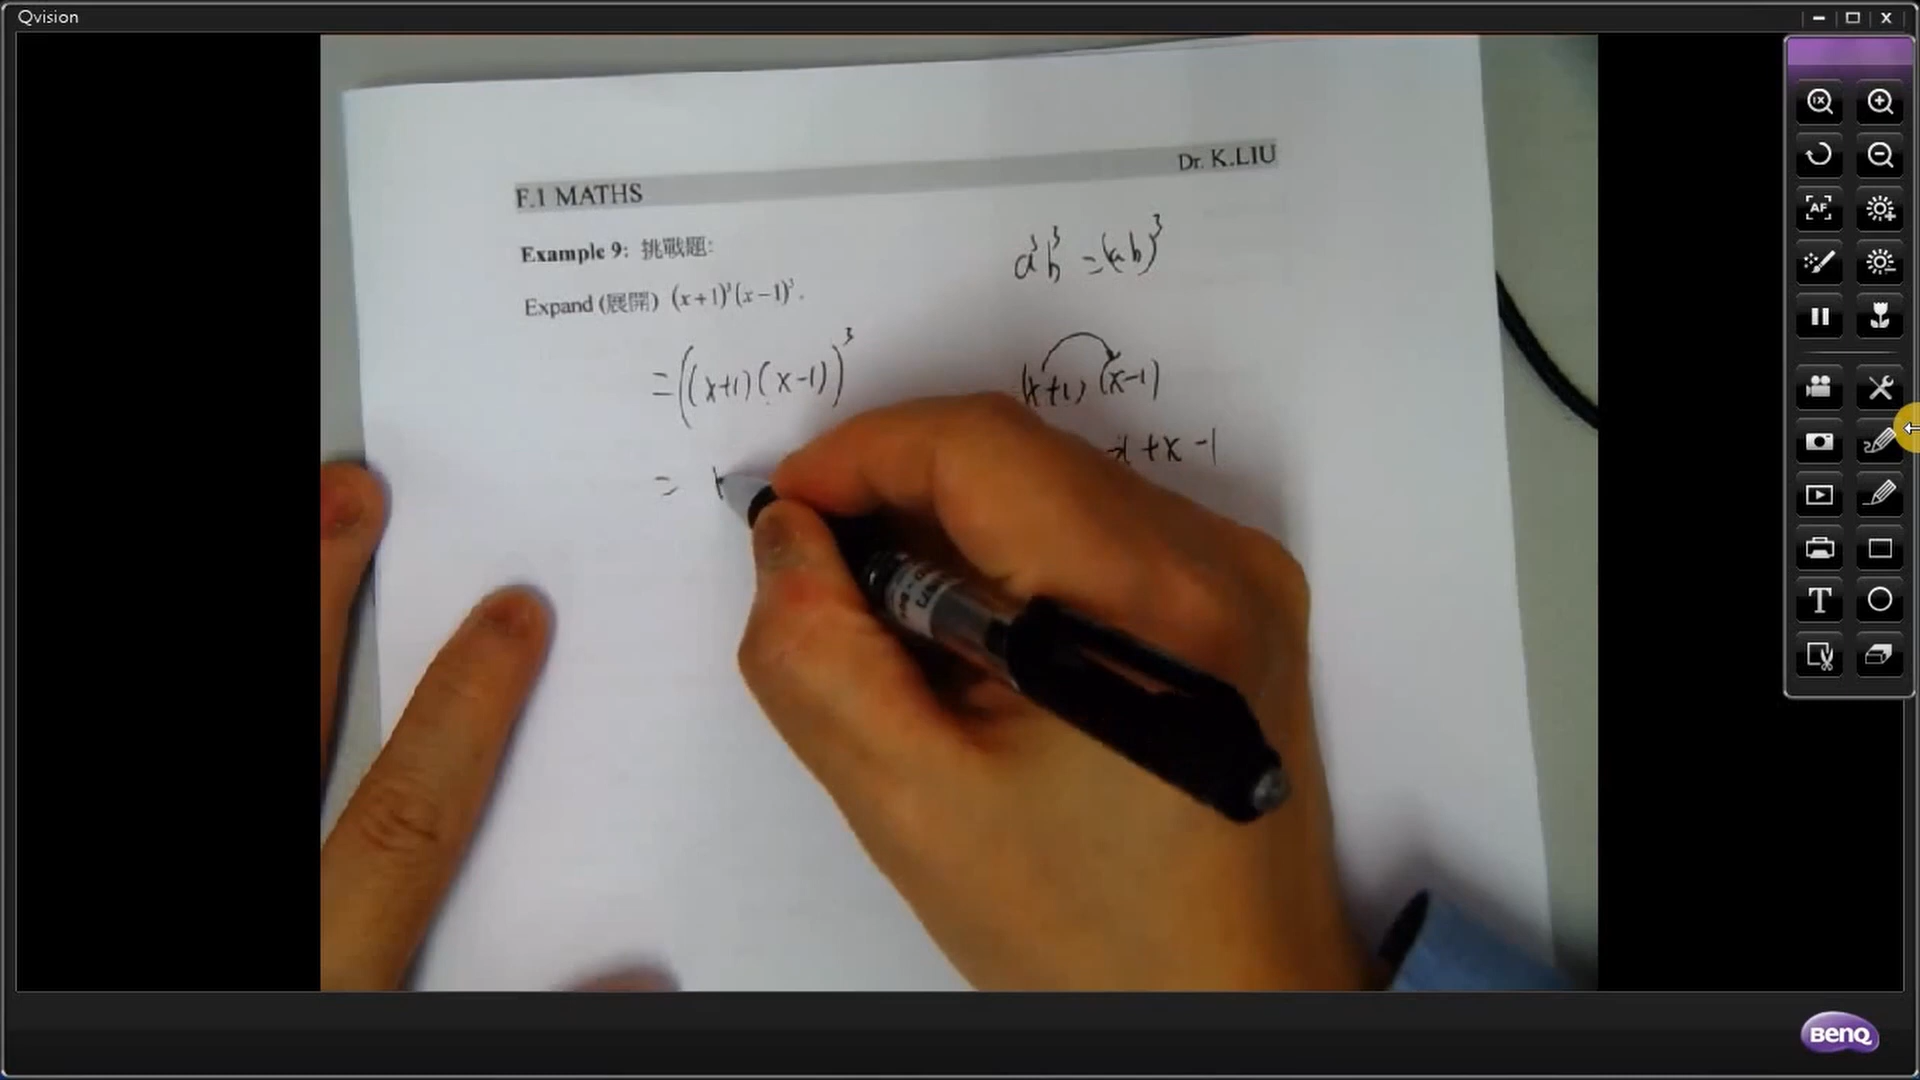 Qvision
F.1 MATHS Dr. K.LIU
Example 9: 挑戰題:
Expand (展開) (x+1)³(x−1)³.
a³b³ = (ab)³
= ((x+1)(x-1))³
(x+1)(x-1)
+x -1
=
BenQ